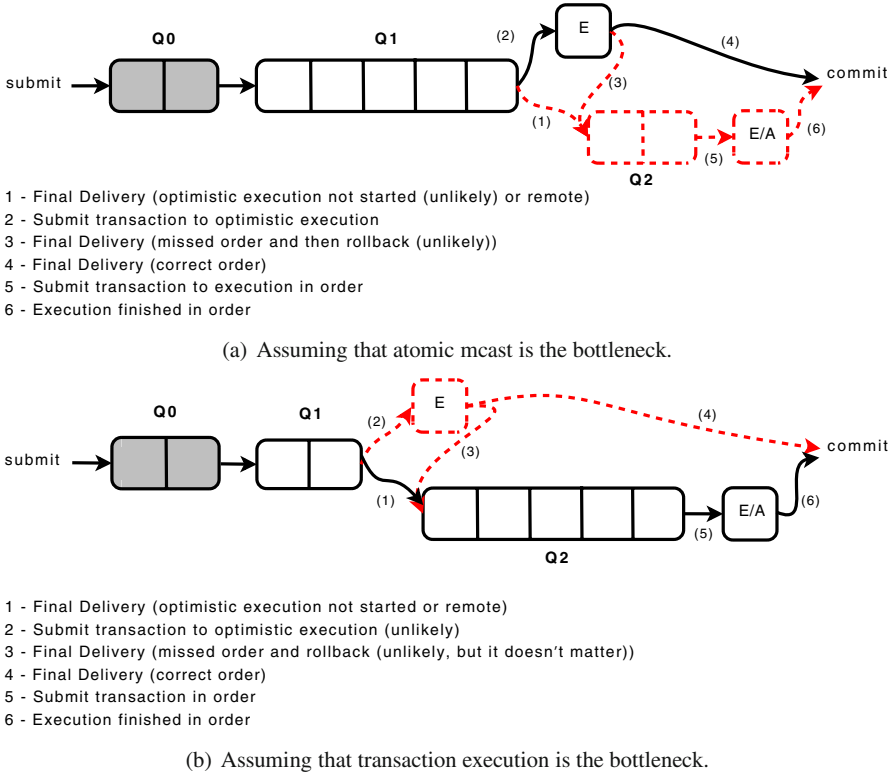 Q0
Q1
(2)
E
(4)
submit
commit
(3)
(1)
E/A
(6)
(5)
Q2
1 - Final Delivery (optimistic execution not started (unlikely) or remote)
2 - Submit transaction to optimistic execution
3 - Final Delivery (missed order and then rollback (unlikely))
4 - Final Delivery (correct order)
5 - Submit transaction to execution in order
6 - Execution finished in order
(a) Assuming that atomic mcast is the bottleneck.
Q0
Q1
(2)
E
(4)
submit
commit
(3)
(1)
E/A
(6)
(5)
Q2
1 - Final Delivery (optimistic execution not started or remote)
2 - Submit transaction to optimistic execution (unlikely)
3 - Final Delivery (missed order and rollback (unlikely, but it doesn't matter))
4 - Final Delivery (correct order)
5 - Submit transaction in order
6 - Execution finished in order
(b) Assuming that transaction execution is the bottleneck.